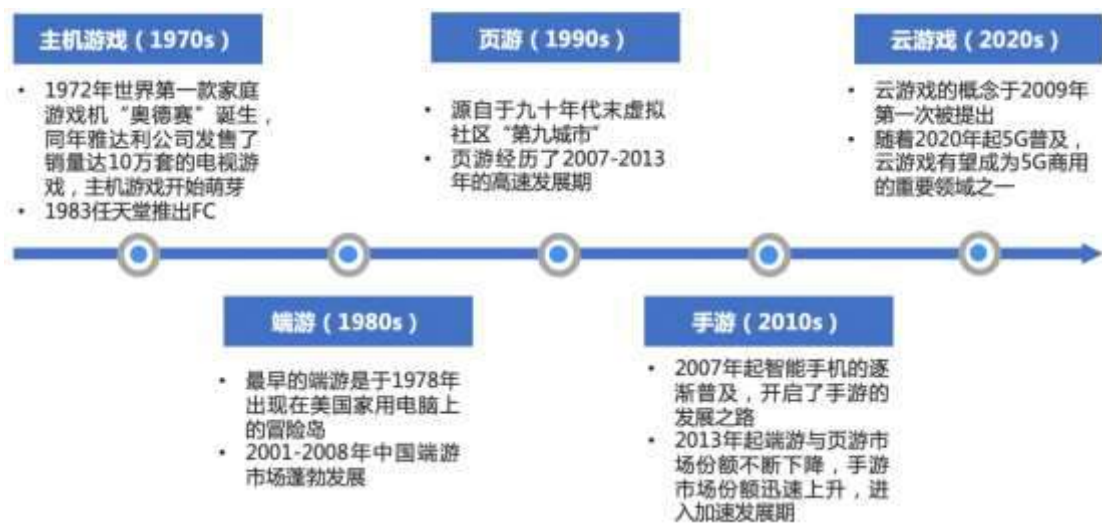 主机游戏（1970s）
• 1972年世界第一款家庭
游戏机“奥德赛”诞生，
同年雅达利公司发售了
销量达10万套的电视游
戏，主机游戏开始萌芽
• 1983任天堂推出FC
端游（1980s）
• 最早的端游是于1978年
出现在美国家用电脑上
的冒险岛
• 2001-2008年中国端游
市场蓬勃发展
页游（1990s）
• 源自于九十年代末虚拟
社区“第九城市”
• 页游经历了2007-2013
年的高速发展期
手游（2010s）
• 2007年起智能手机的逐
渐普及，开启了手游的
发展之路
• 2013年起端游与页游市
场份额不断下降，手游
市场份额迅速上升，进
入加速发展期
云游戏（2020s）
• 云游戏的概念于2009年
第一次被提出
• 随着2020年起5G普及，
云游戏有望成为5G商用
的重要领域之一